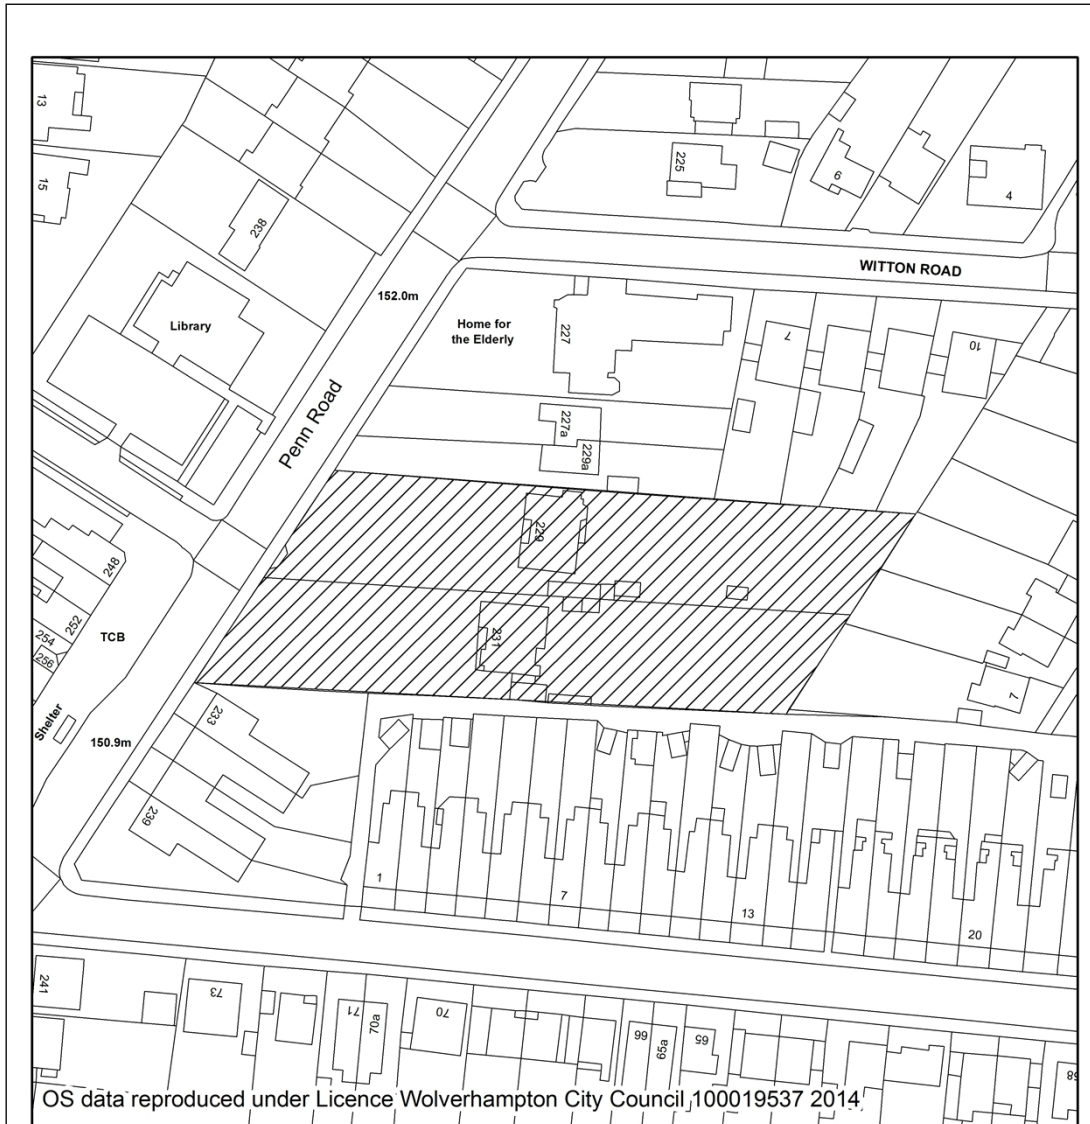 13
15
238
225
6
4
WITTON ROAD
152.0m
Library
Home for
the Elderly
227
7
10
Penn Road
227a
229a
229
248
252
254
256
TCB
231
7
Shelter
233
150.9m
239
1
7
13
20
241
73
71
70a
70
66
65a
65
68
OS data reproduced under Licence Wolverhampton City Council 100019537 2014